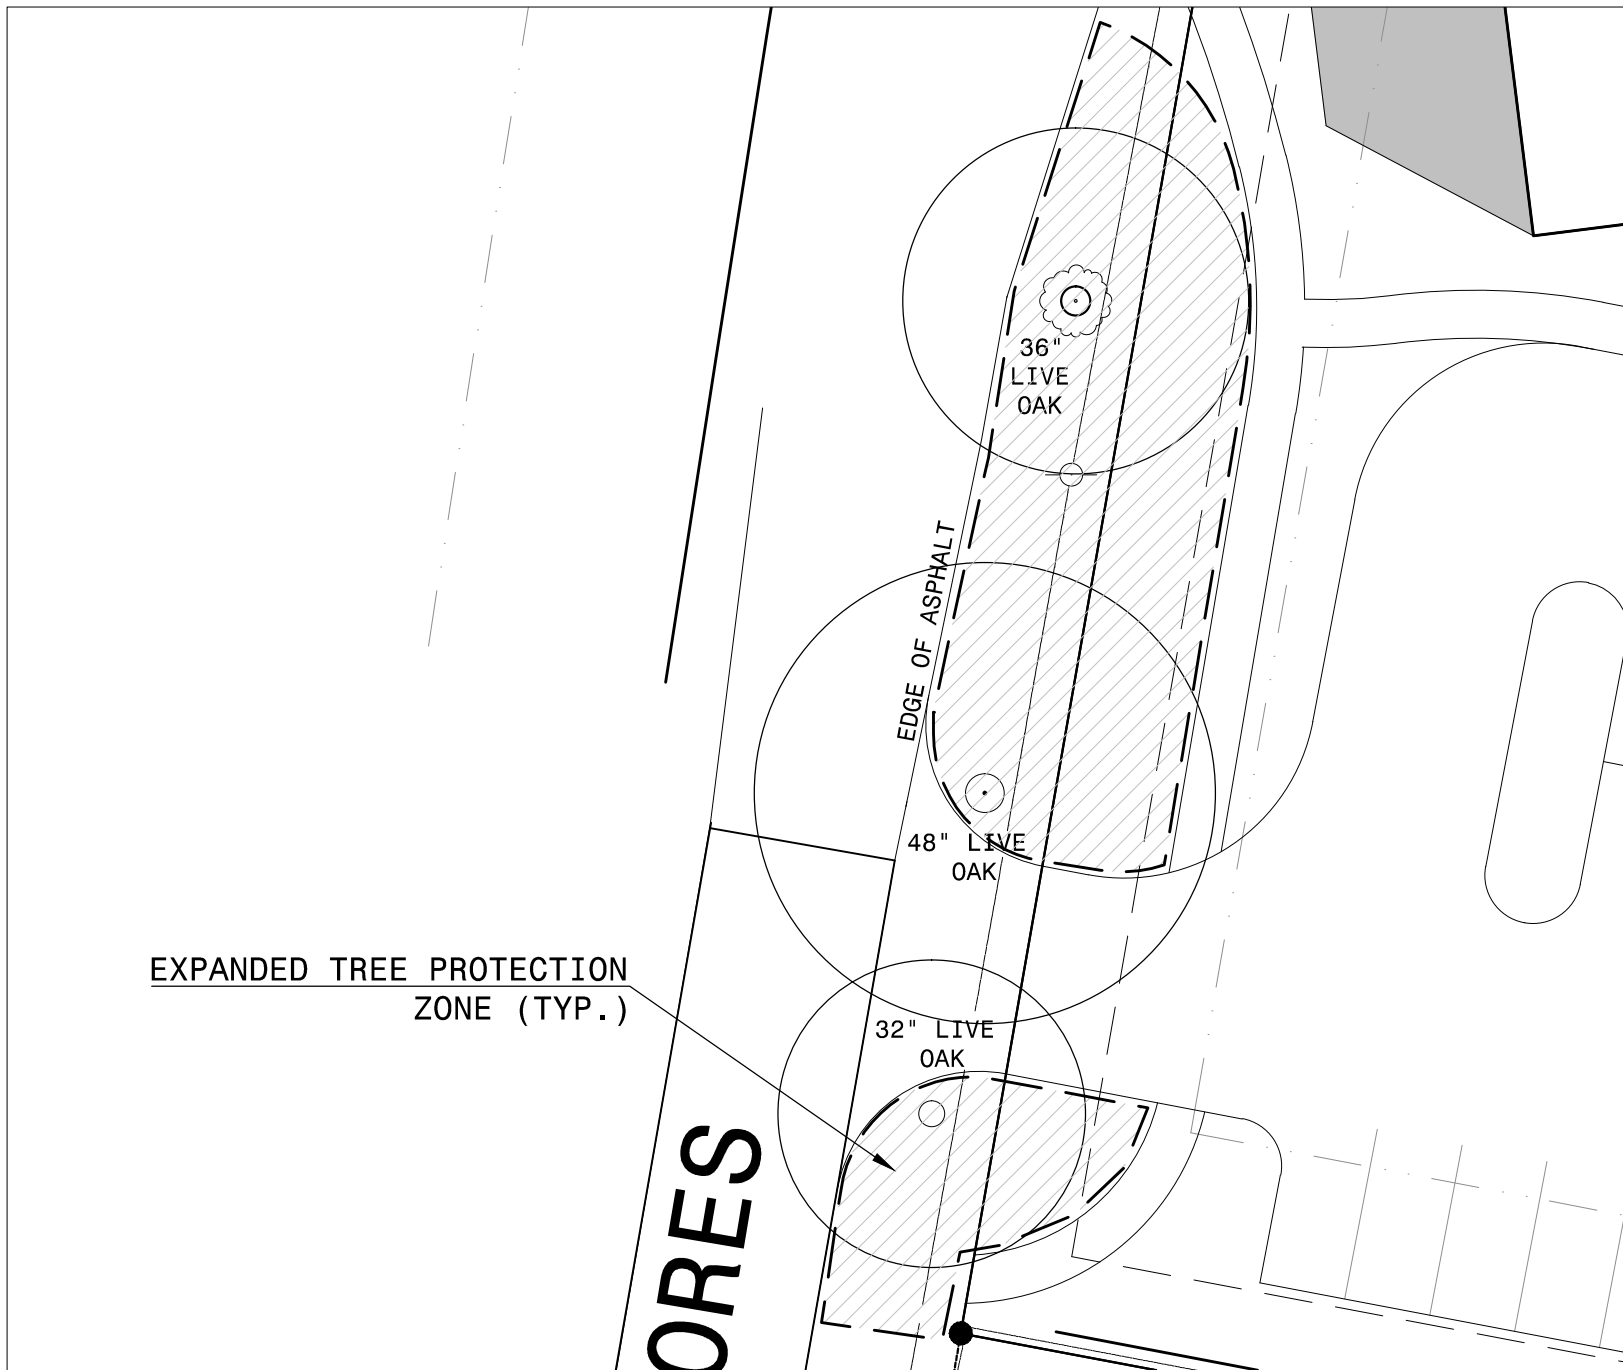 36"
LIVE
OAK
EDGE OF ASPHALT
48" LIVE
OAK
EXPANDED TREE PROTECTION
ZONE (TYP.)
32" LIVE
OAK
ORES